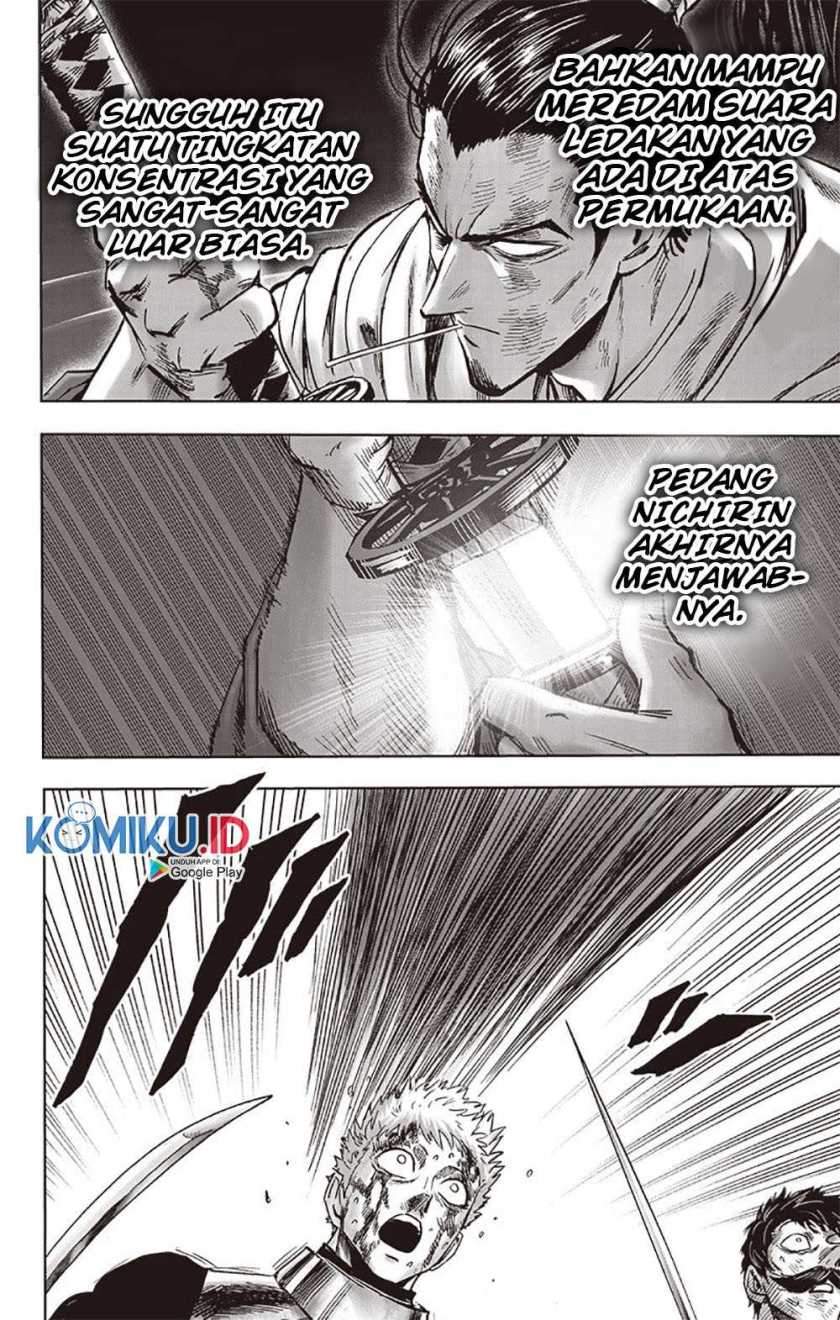 BAHKAN MAMPU
MEREDAM SUARA
LEDAKAN YANG
ADA DI ATAS
PERMUKAAN.
SUNGGUH ITU
SUATU TINGKATAN
KONSENTRASI YANG
SANGAT-SANGAT
LUAR BIASA.
PEDANG
NICHIRIN
AKHIRNYA
MENJAWAB-
NYA.
KOMIKU.ID
UNDUH APP DI
Google Play